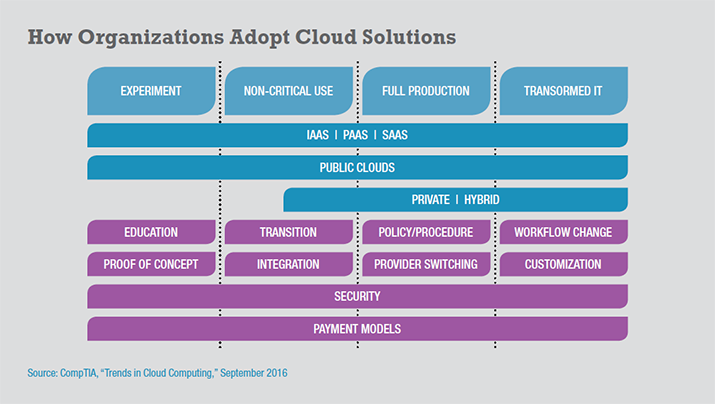 How Organizations Adopt Cloud Solutions
EXPERIMENT
NON-CRITICAL USE
FULL PRODUCTION
TRANSORMED IT
IAAS | PAAS | SAAS
PUBLIC CLOUDS
PRIVATE | HYBRID
EDUCATION
TRANSITION
POLICY/PROCEDURE
WORKFLOW CHANGE
PROOF OF CONCEPT
INTEGRATION
PROVIDER SWITCHING
CUSTOMIZATION
SECURITY
PAYMENT MODELS
Source: CompTIA, “Trends in Cloud Computing,” September 2016